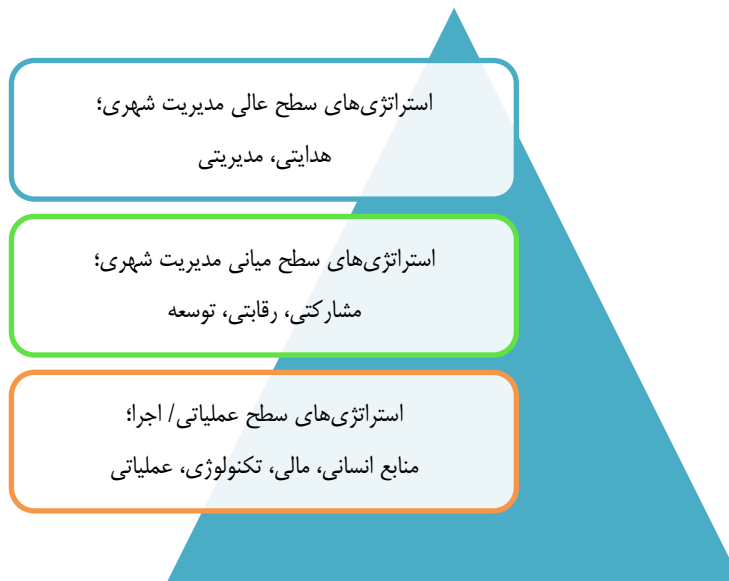 استراتژی‌های سطح عالی مدیریت شهری؛
هدایتی، مدیریتی
استراتژی‌های سطح میانی مدیریت شهری؛
مشارکتی، رقابتی، توسعه
استراتژی‌های سطح عملیاتی/ اجرا؛
منابع انسانی، مالی، تکنولوژی، عملیاتی